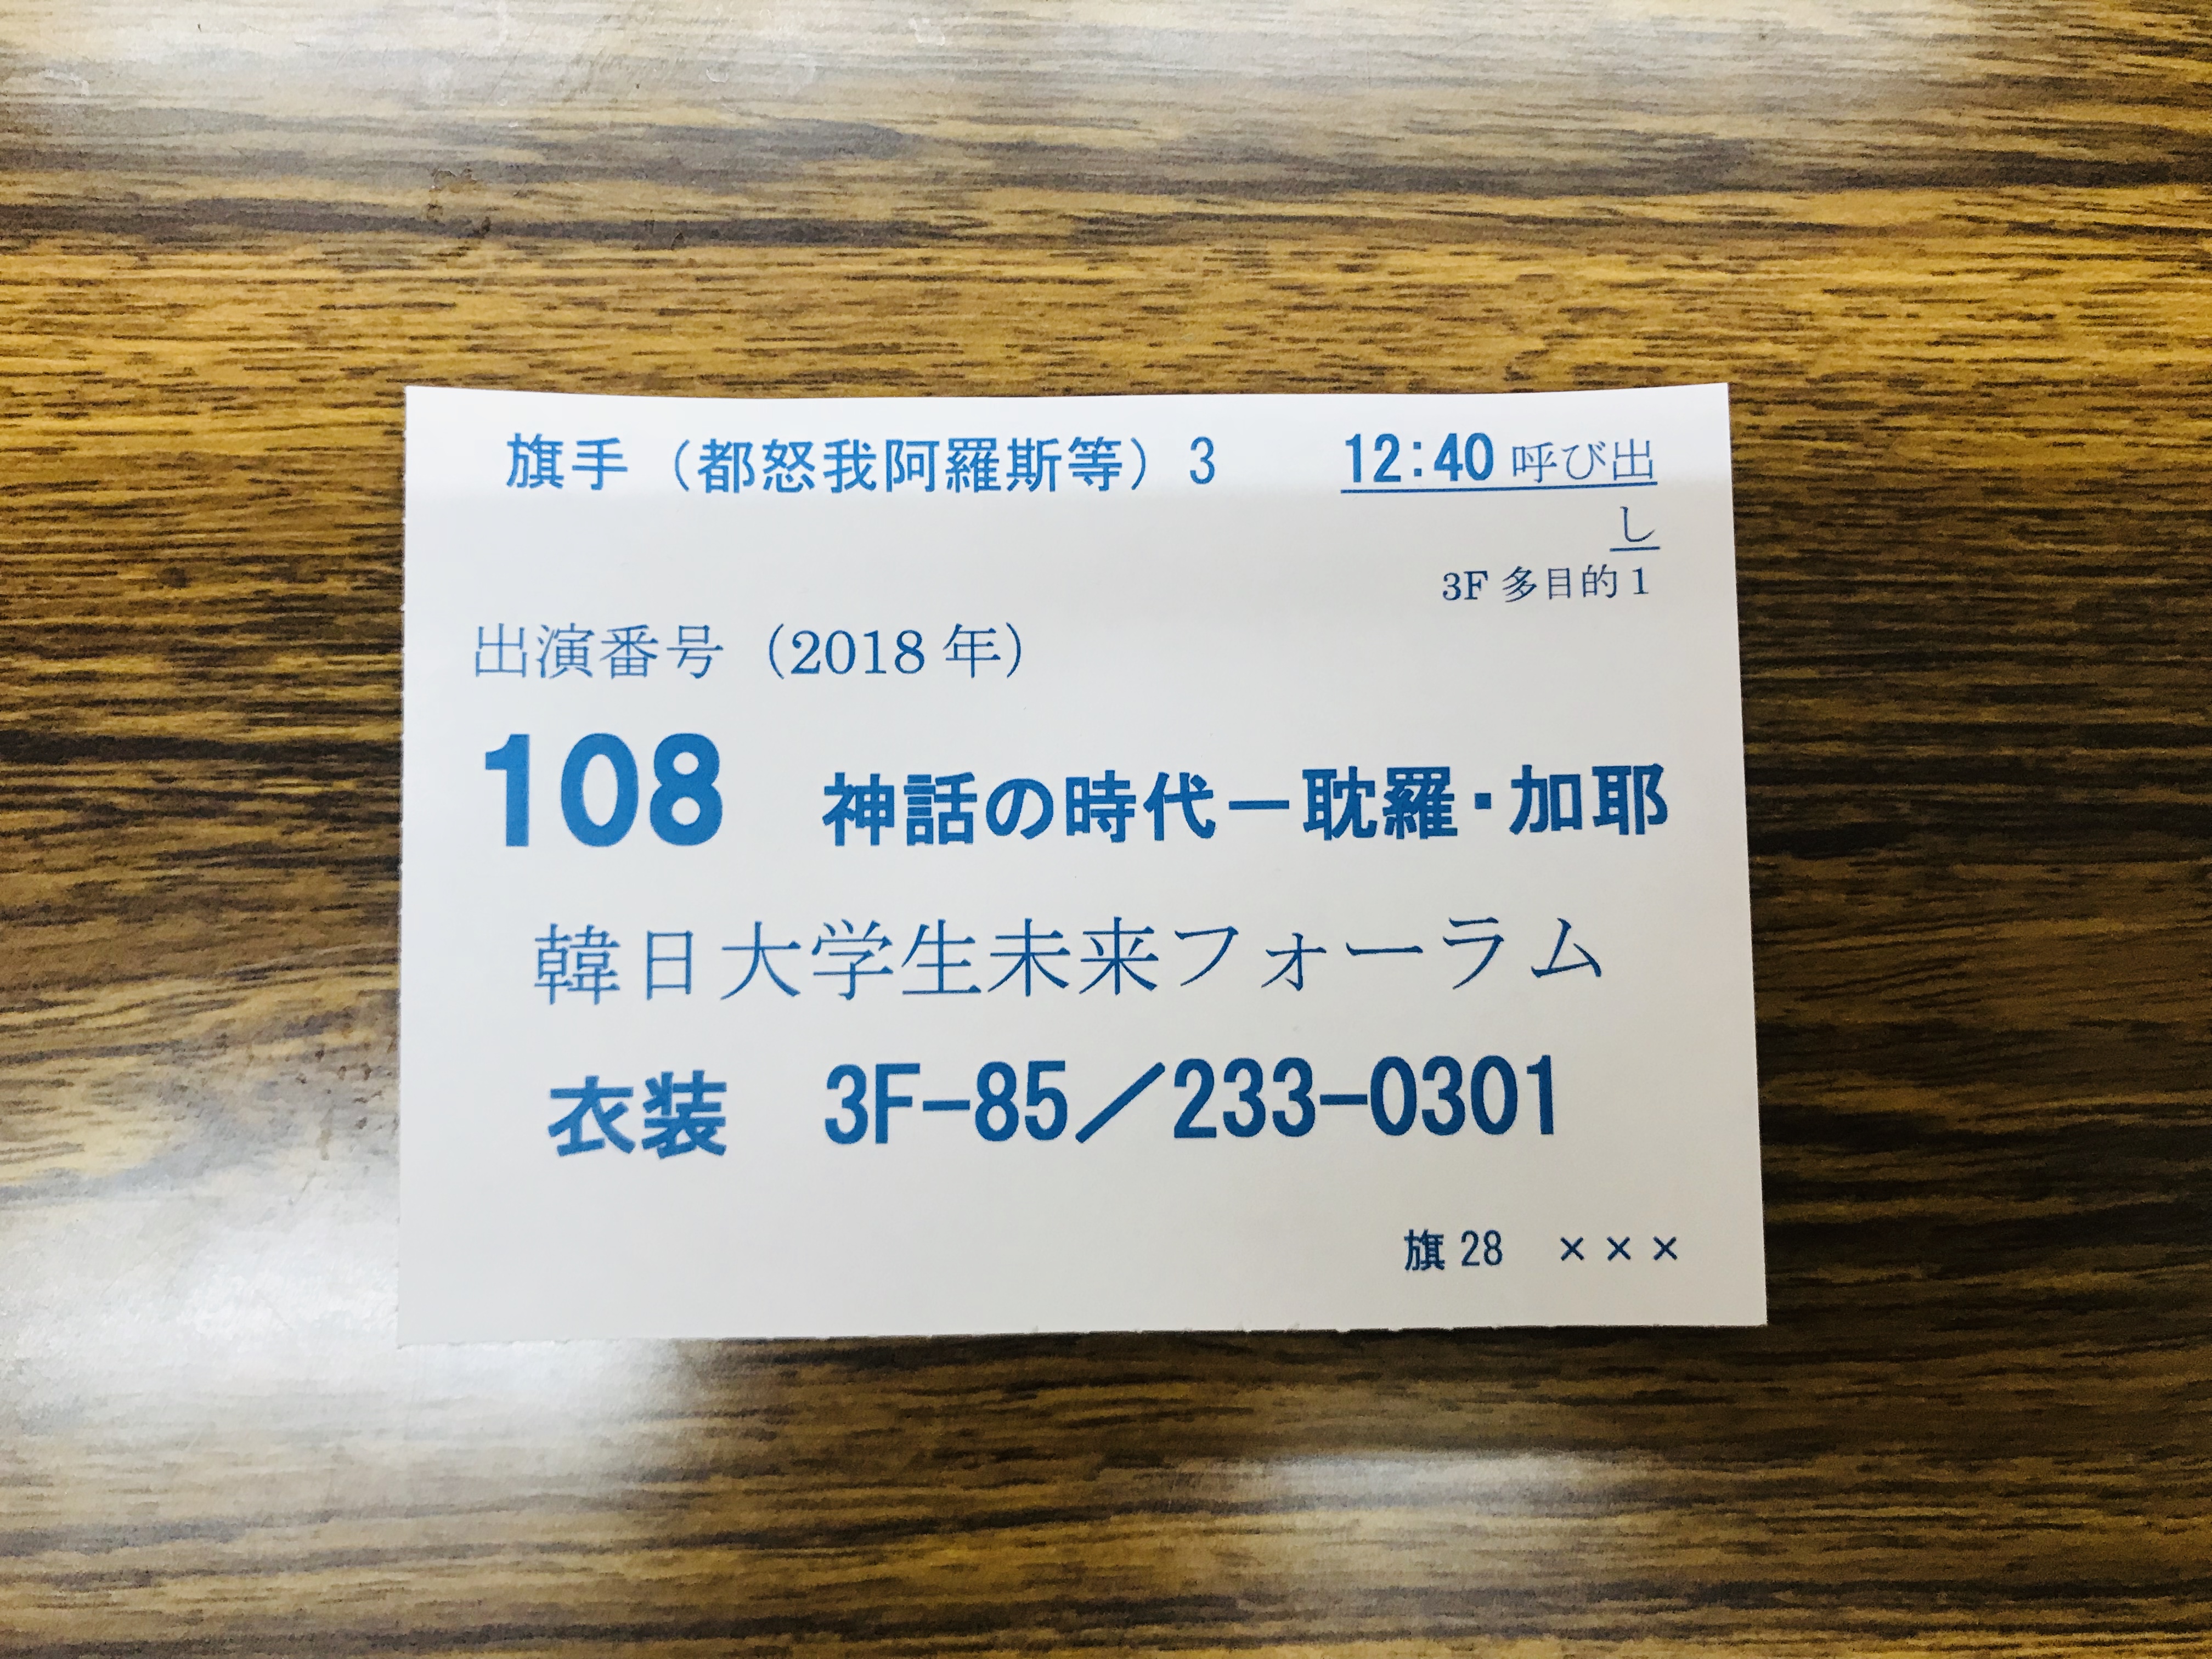 旗手（都怒我阿羅斯等）3　12:40 呼び出
し
3F 多目的 1
出演番号（2018 年）
108　神話の時代－耽羅・加耶
韓日大学生未来フォーラム
衣装　3F-85／233-0301
旗 28　×××